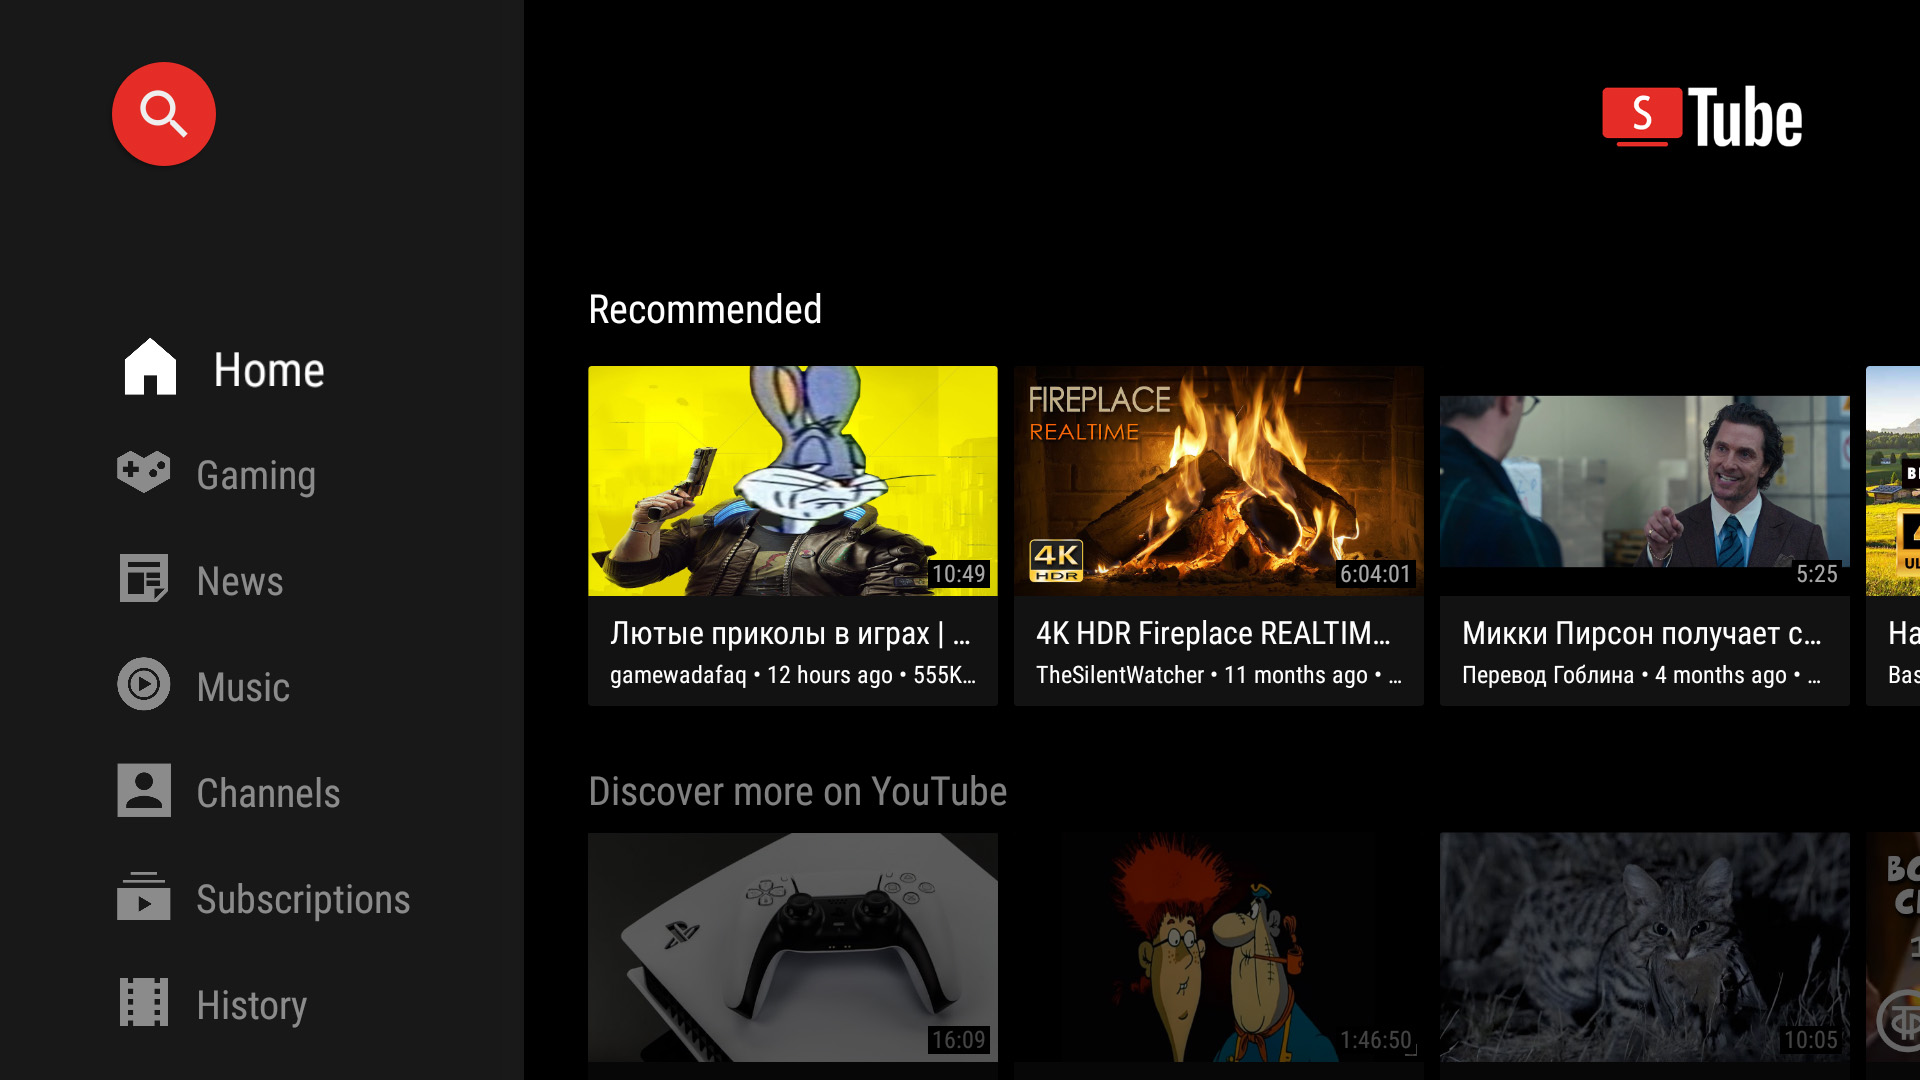 S Tube
Home
Gaming
News
Music
Channels
Subscriptions
History
Recommended
10:49
Лютые приколы в играх | ...
gamewadafaq • 12 hours ago • 555K...
FIREPLACE
REALTIME
4K
HDR
6:04:01
4K HDR Fireplace REALTIM...
TheSilentWatcher • 11 months ago • ...
5:25
Микки Пирсон получает с...
Перевод Гоблина • 4 months ago • ...
Discover more on YouTube
16:09
1:46:50
10:05